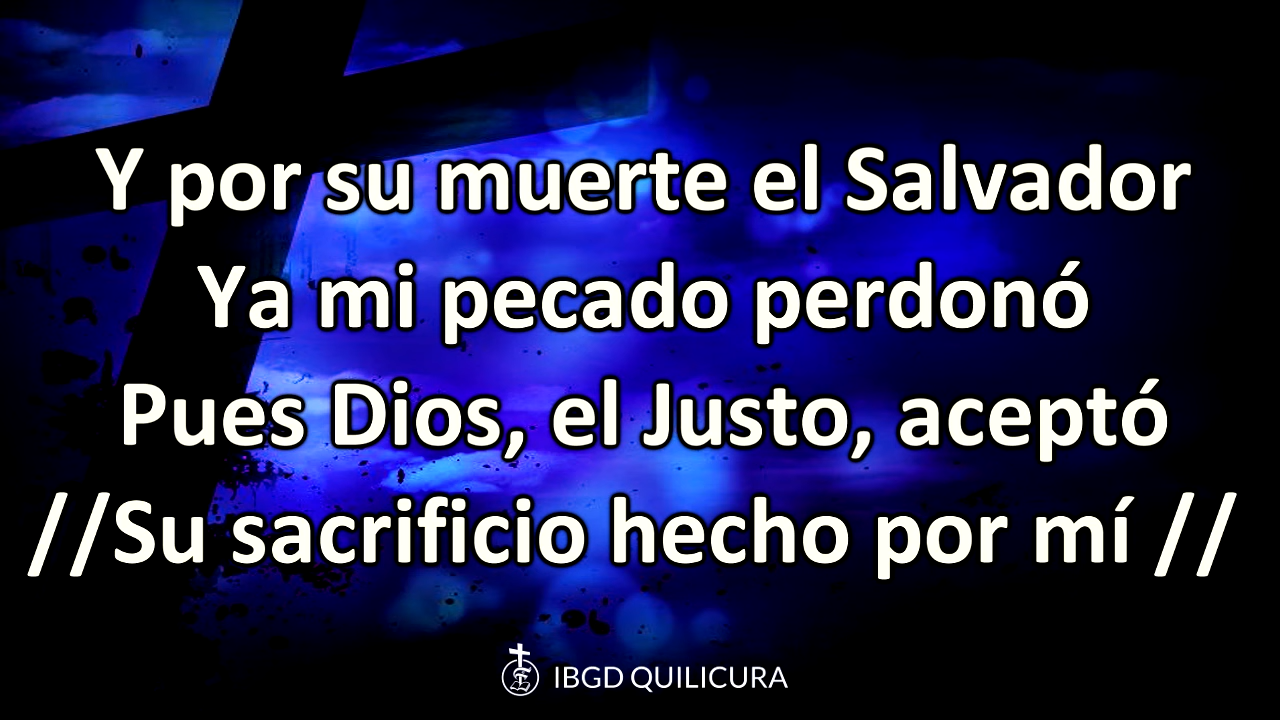 Y por su muerte el Salvador
Ya mi pecado perdonó
Pues Dios, el Justo, aceptó
//Su sacrificio hecho por mí //
IBGD QUILICURA